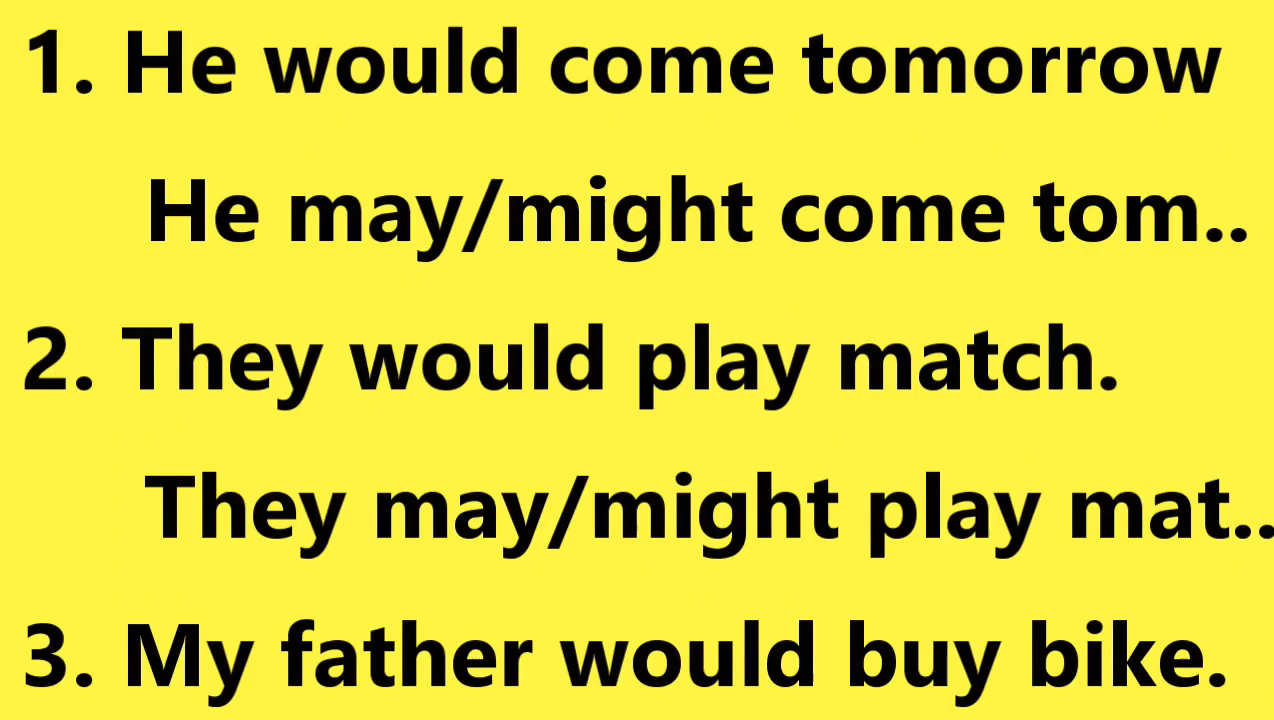 1. He would come tomorrow
He may/might come tom..
2. They would play match.
They may/might play mat..
3. My father would buy bike.